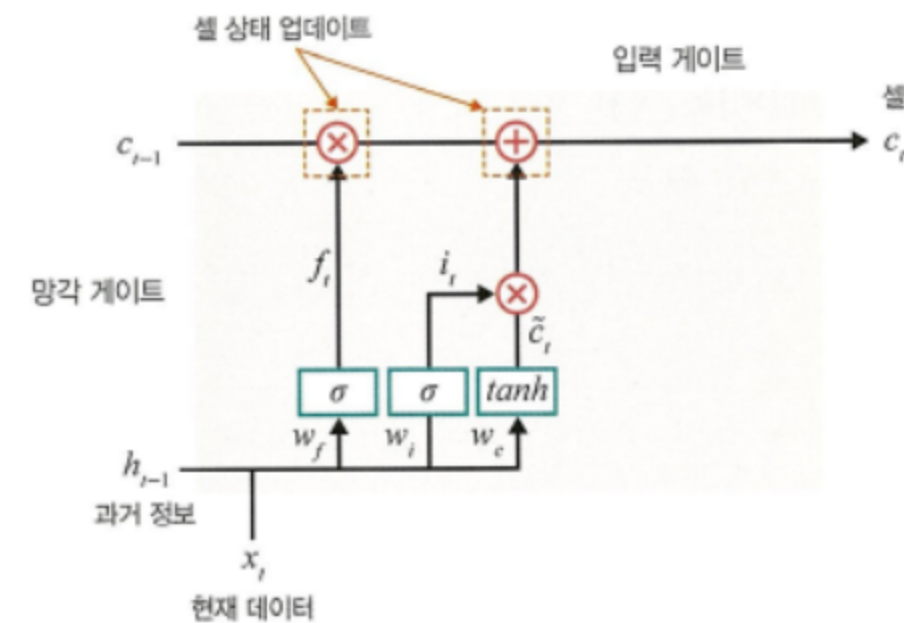 셀 상태 업데이트
입력 게이트
셀
c_{t-1}
×
+
c_t
f_t
i_t
망각 게이트
×
c̃_t
σ
σ
tanh
w_f
w_i
w_c
h_{t-1}
과거 정보
x_t
현재 데이터